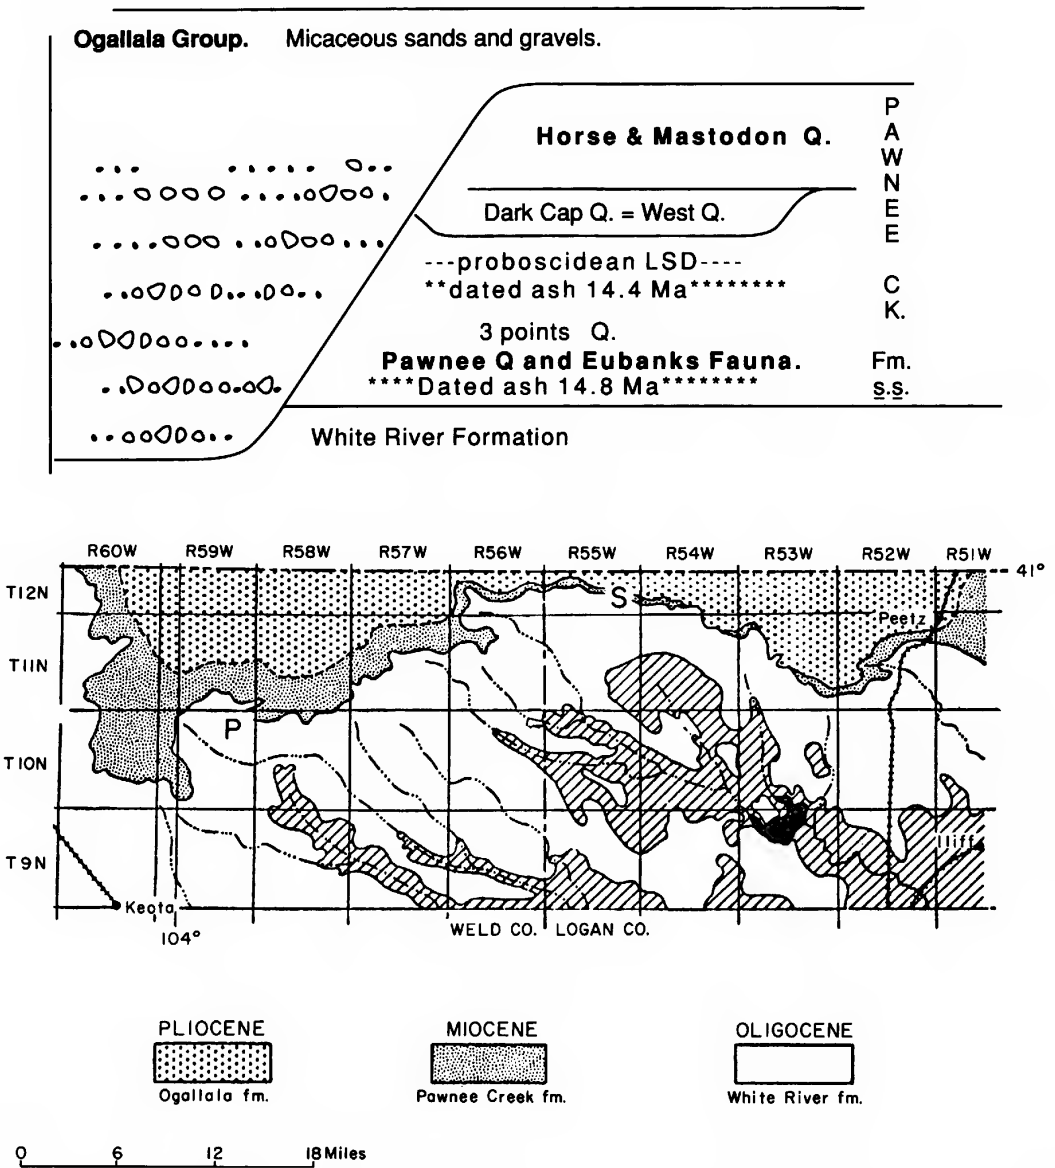 Ogallala Group. Micaceous sands and gravels.
Horse & Mastodon Q.
Dark Cap Q. = West Q.
---proboscidean LSD----
**dated ash 14.4 Ma********
3 points Q.
Pawnee Q and Eubanks Fauna.
****Dated ash 14.8 Ma********
White River Formation
P
A
W
N
E
E
C
K.
Fm.
s.s.
R60W R59W R58W R57W R56W R55W R54W R53W R52W R51W
41°
T12N
S
Peetz
T11N
P
T10N
Iliff
T9N
Keota
104°
WELD CO. LOGAN CO.
PLIOCENE MIOCENE OLIGOCENE
Ogallala fm. Pawnee Creek fm. White River fm.
0 6 12 18 Miles